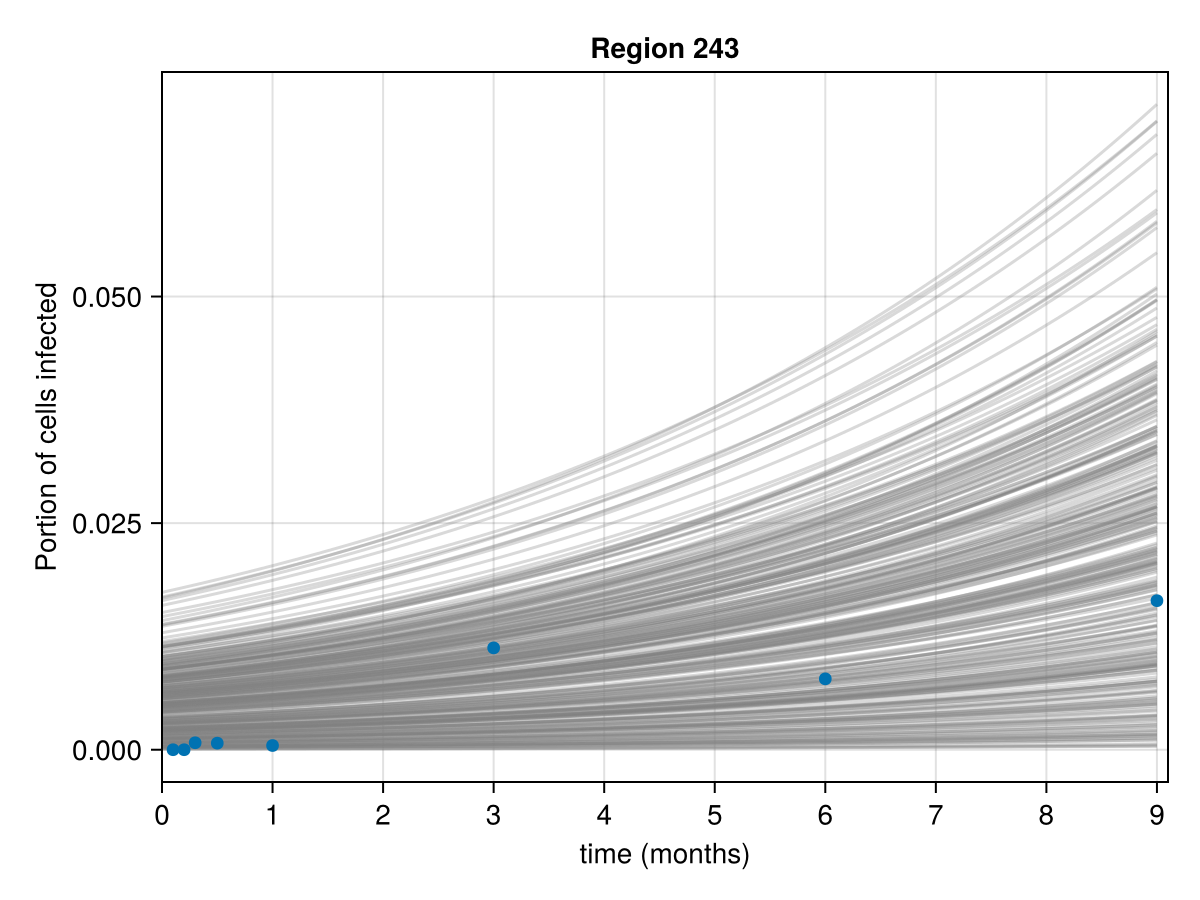 Region 243
Portion of cells infected
0.050
0.025
0.000
0 1 2 3 4 5 6 7 8 9
time (months)